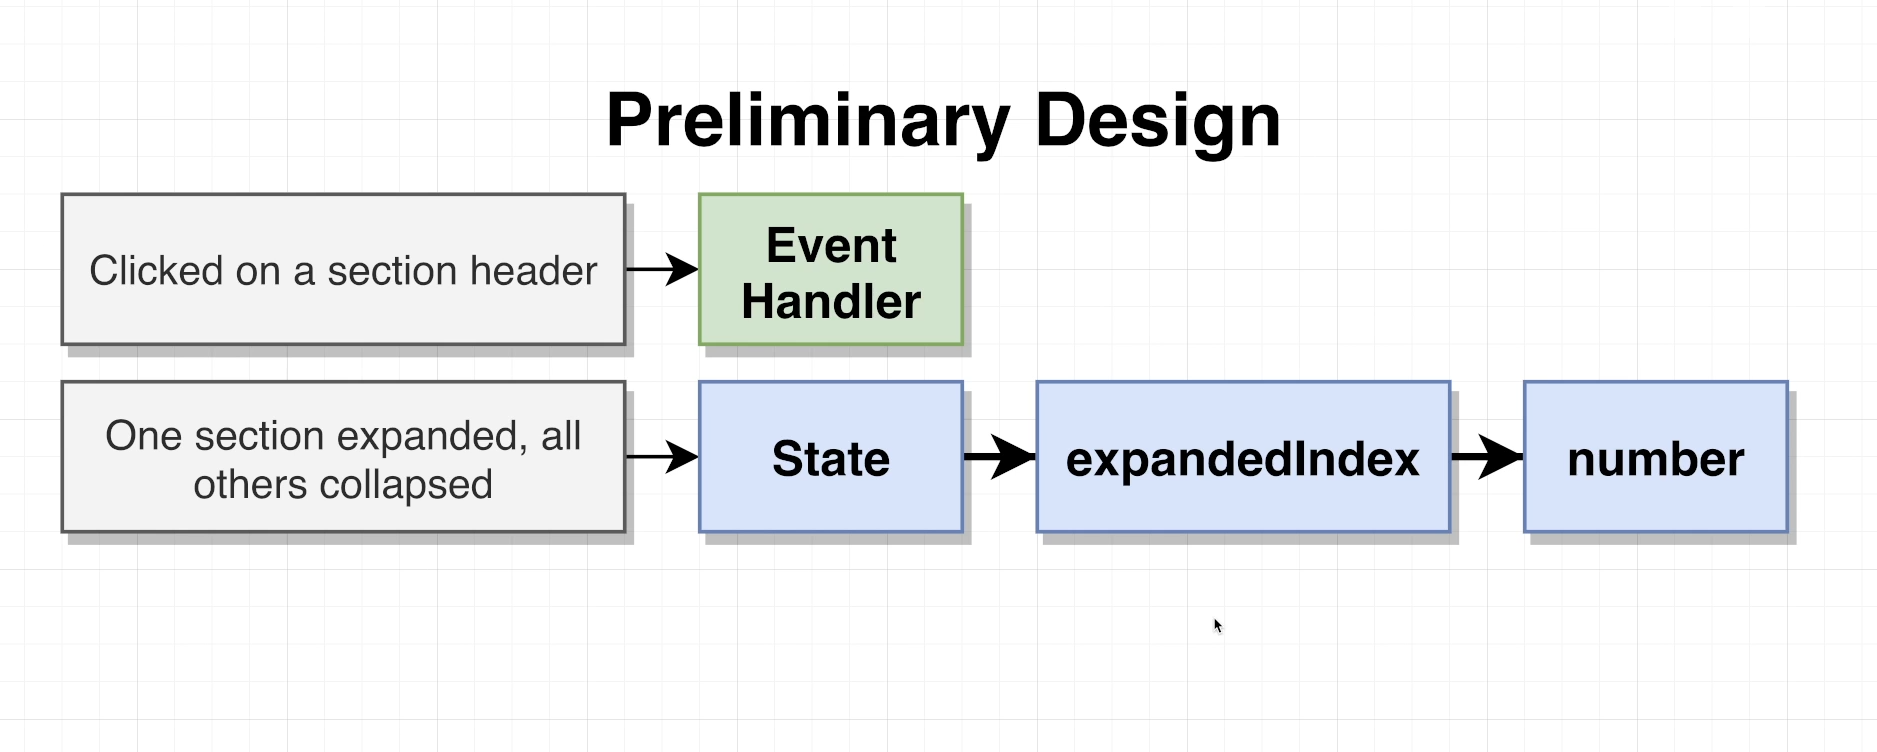 Preliminary Design
Clicked on a section header
Event
Handler
One section expanded, all
others collapsed
State
expandedIndex
number